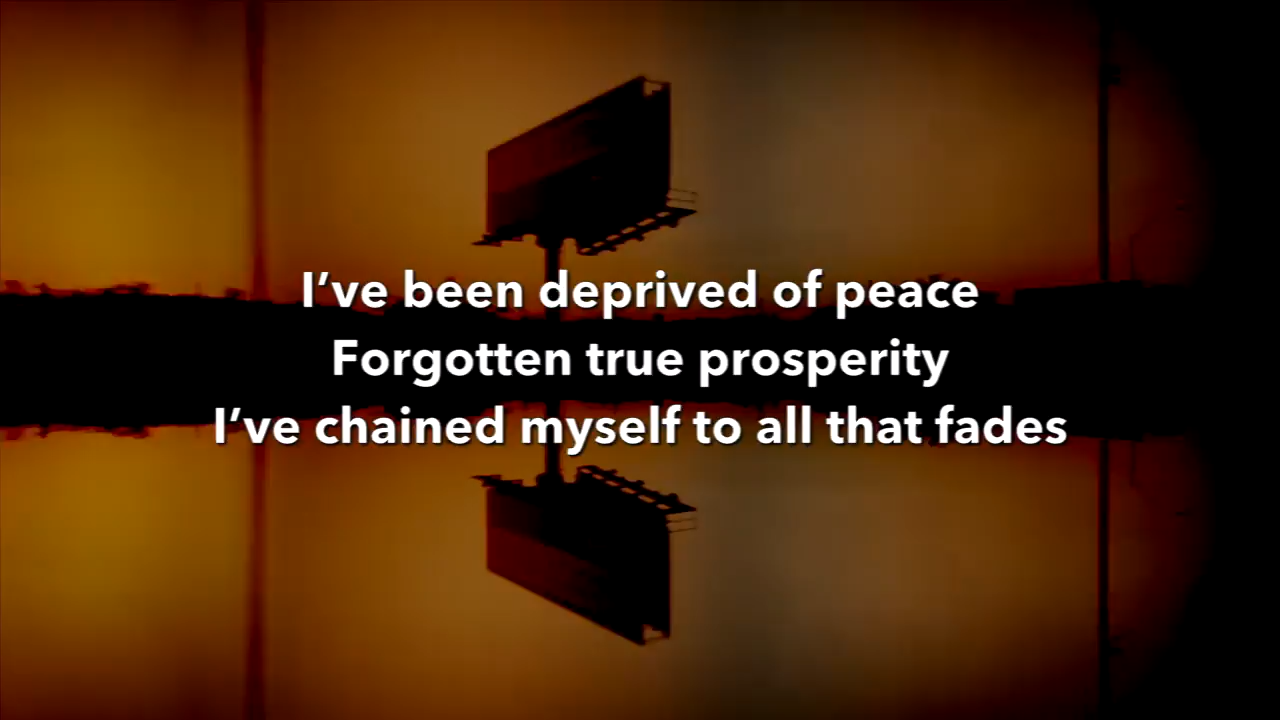 I’ve been deprived of peace
Forgotten true prosperity
I’ve chained myself to all that fades